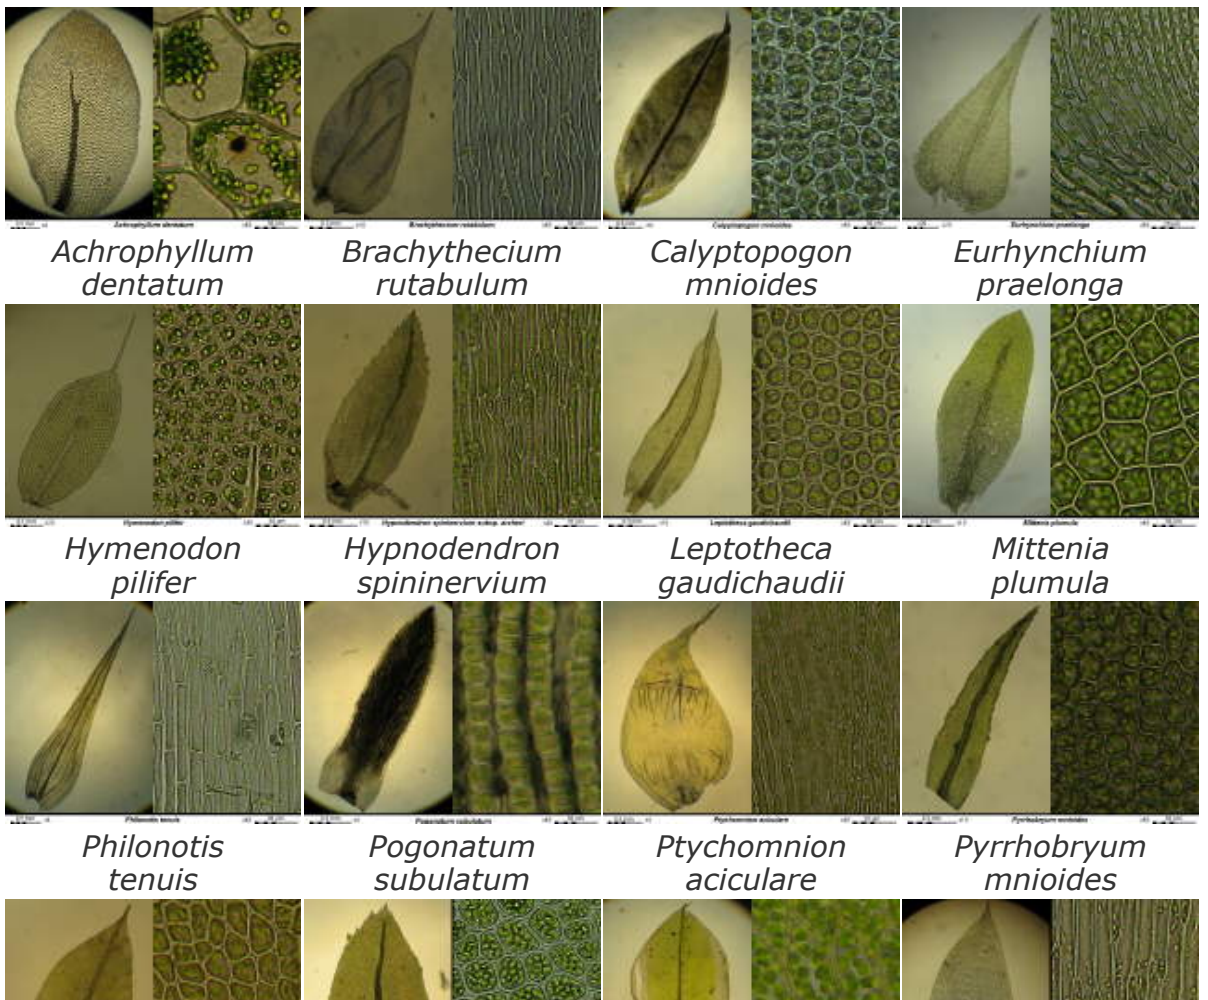 Achrophyllum
dentatum
Brachythecium
rutabulum
Calyptopogon
mnioides
Eurhynchium
praelonga
Hymenodon
pilifer
Hypnodendron
spininervium
Leptotheca
gaudichaudii
Mittenia
plumula
Philonotis
tenuis
Pogonatum
subulatum
Ptychomnion
aciculare
Pyrrhobryum
mnioides